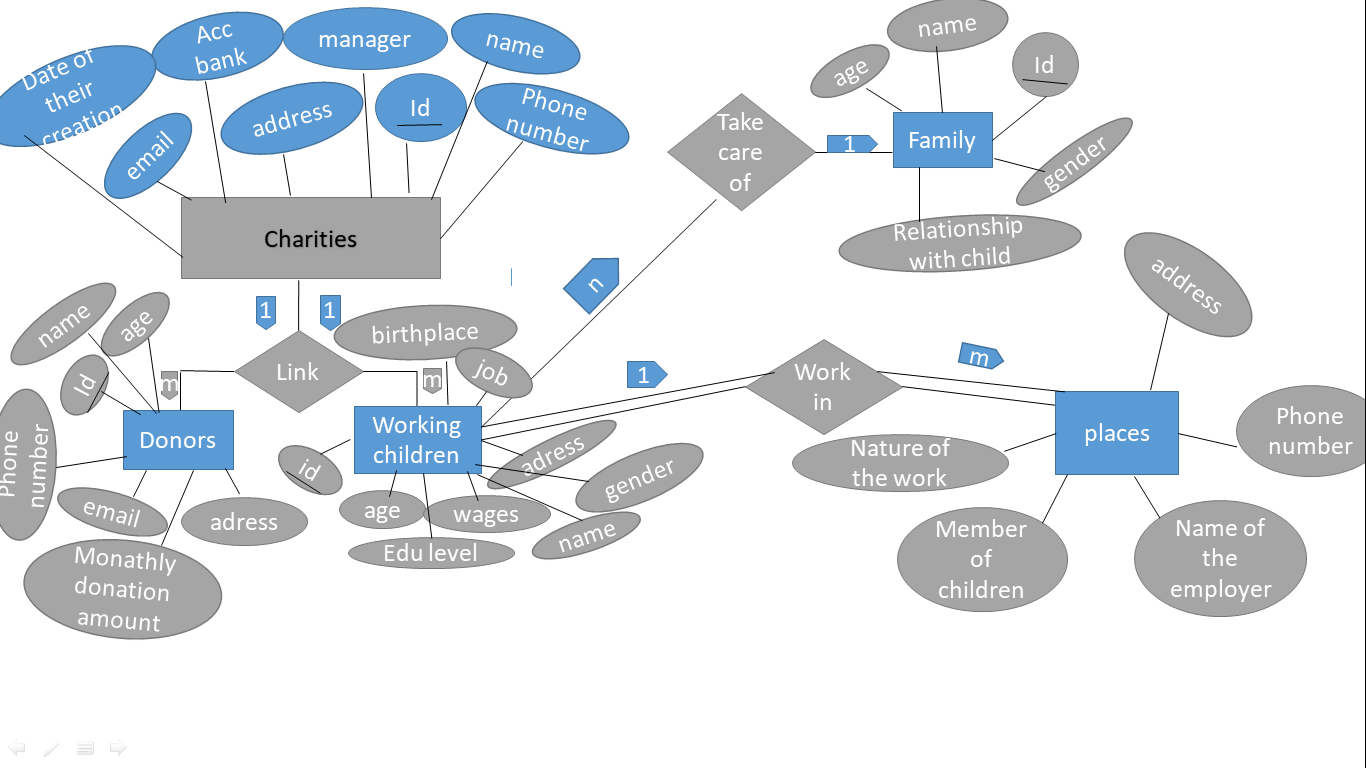 Date of
their
creation
Acc
bank
manager
name
email
address
Id
Phone
number
Charities
Take
care
of
1
age
name
Id
Family
gender
Relationship
with child
n
address
1
1
name
age
Id
m
Link
m
birthplace
job
Phone
number
Donors
email
adress
Monathly
donation
amount
Working
children
id
age
wages
Edu level
adress
gender
name
1
Work
in
m
places
Nature of
the work
Phone
number
Member
of
children
Name of
the
employer